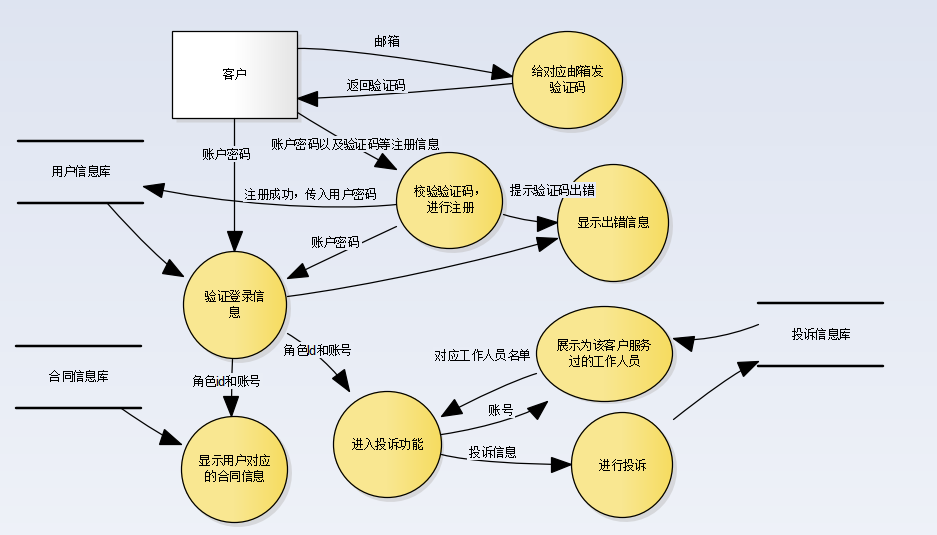 邮箱
客户
给对应邮箱发
验证码
返回验证码
账户密码以及验证码等注册信息
账户密码
用户信息库
注册成功，传入用户密码
校验验证码，
进行注册
提示验证码出错
显示出错信息
账户密码
验证登录信
息
角色id和账号
对应工作人员名单
展示为该客户服务
过的工作人员
投诉信息库
合同信息库
角色id和账号
账号
进入投诉功能
投诉信息
进行投诉
显示用户对应
的合同信息